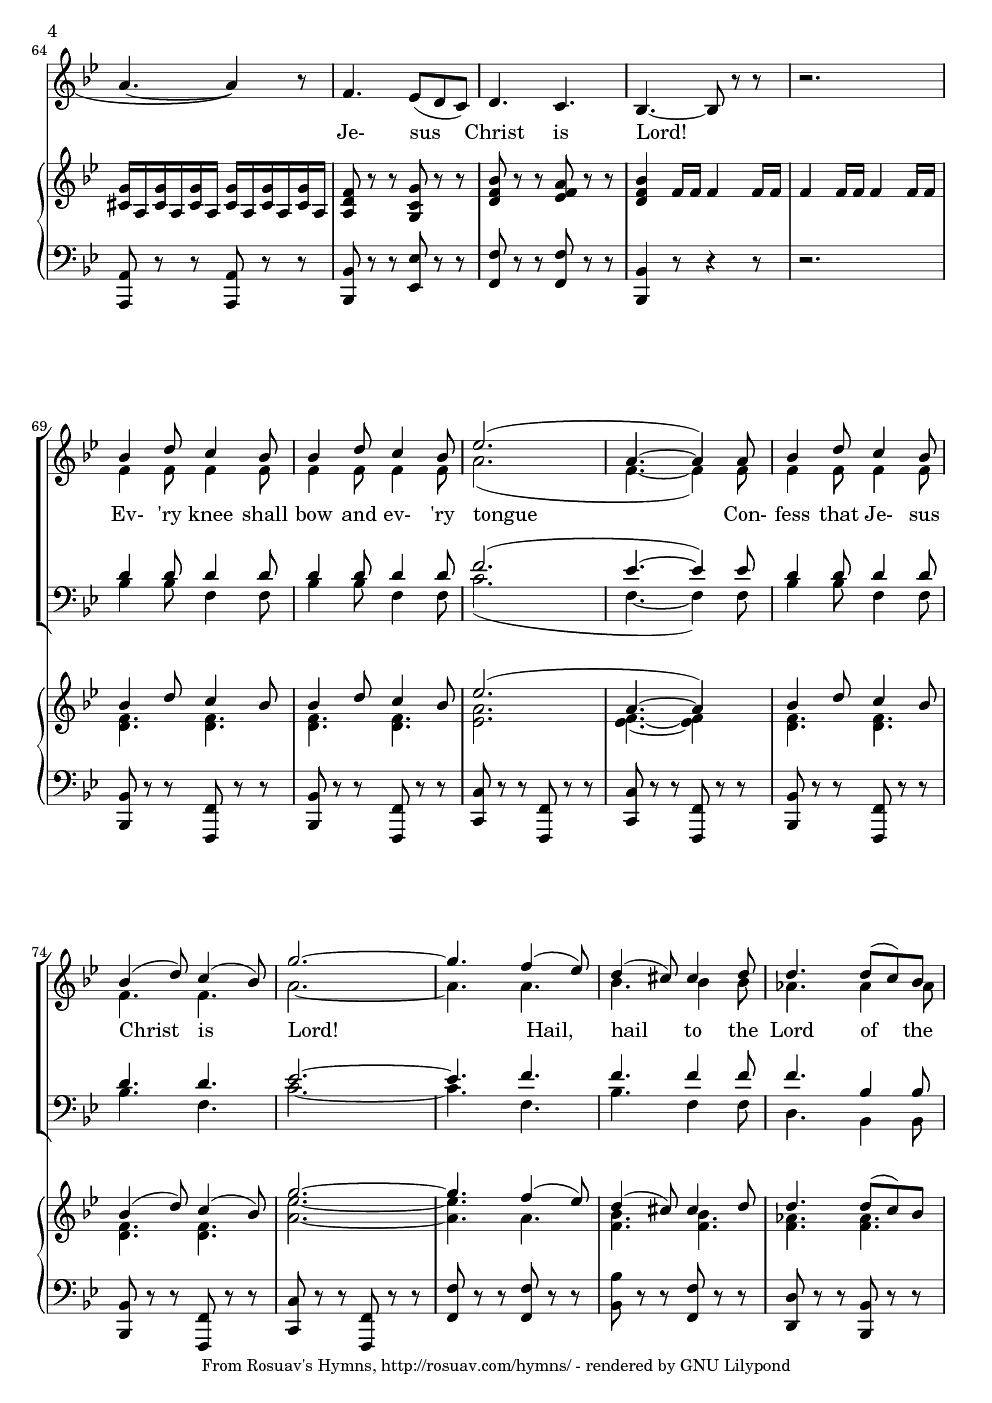 4
64
Je- sus Christ is Lord!
69
Ev- 'ry knee shall bow and ev- 'ry tongue Con- fess that Je- sus
74
Christ is Lord! Hail, hail to the Lord of the
From Rosuav's Hymns, http://rosuav.com/hymns/ - rendered by GNU Lilypond